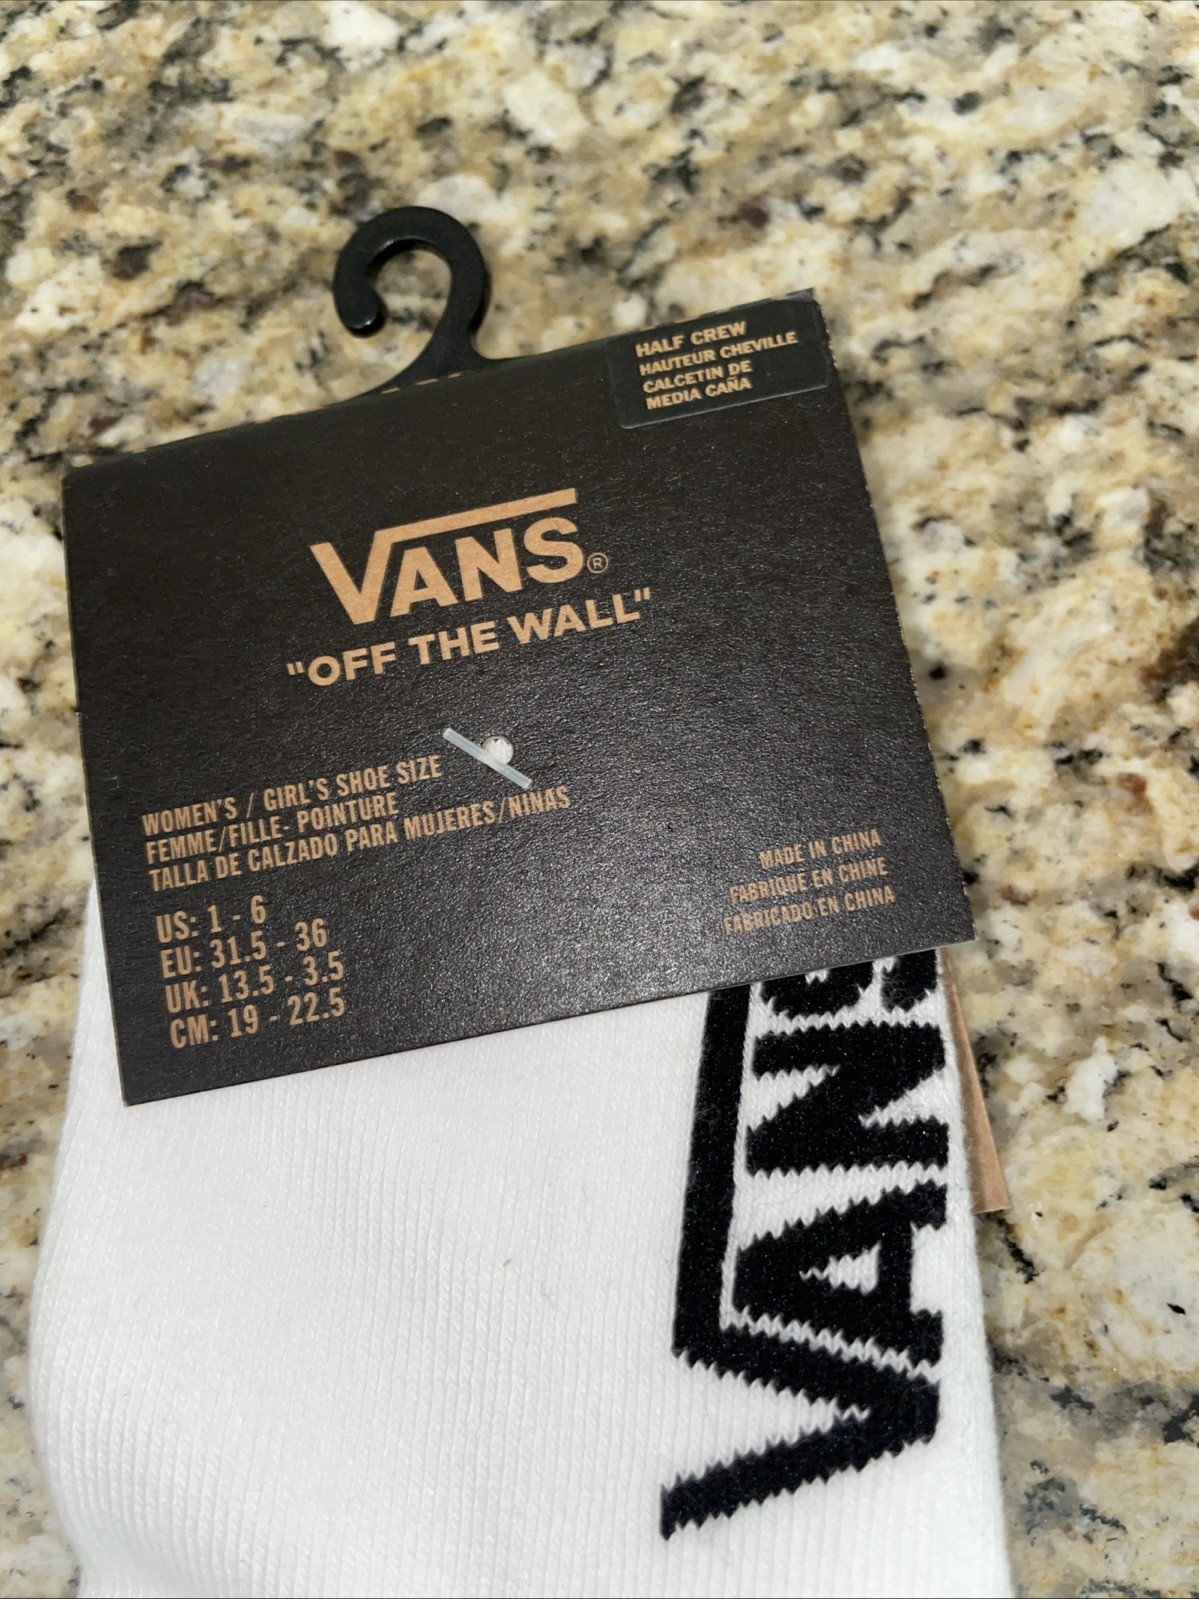 HALF CREW
HAUTEUR CHEVILLE
CALCETIN DE
MEDIA CAÑA
VANS®
"OFF THE WALL"
WOMEN'S / GIRL'S SHOE SIZE
FEMME/FILLE- POINTURE
TALLA DE CALZADO PARA MUJERES/NINAS
US: 1 - 6
EU: 31.5 - 36
UK: 13.5 - 3.5
CM: 19 - 22.5
MADE IN CHINA
FABRIQUÉ EN CHINE
FABRICADO EN CHINA
VANS